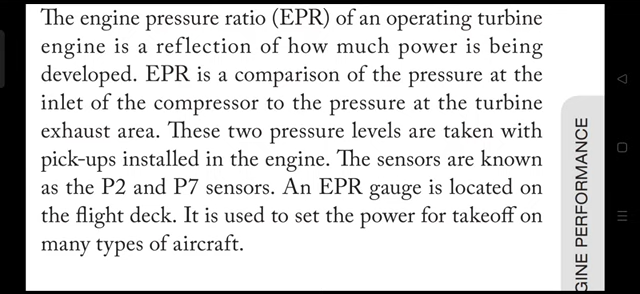 The engine pressure ratio (EPR) of an operating turbine
engine is a reflection of how much power is being
developed. EPR is a comparison of the pressure at the
inlet of the compressor to the pressure at the turbine
exhaust area. These two pressure levels are taken with
pick-ups installed in the engine. The sensors are known
as the P2 and P7 sensors. An EPR gauge is located on
the flight deck. It is used to set the power for takeoff on
many types of aircraft.
GINE PERFORMANCE